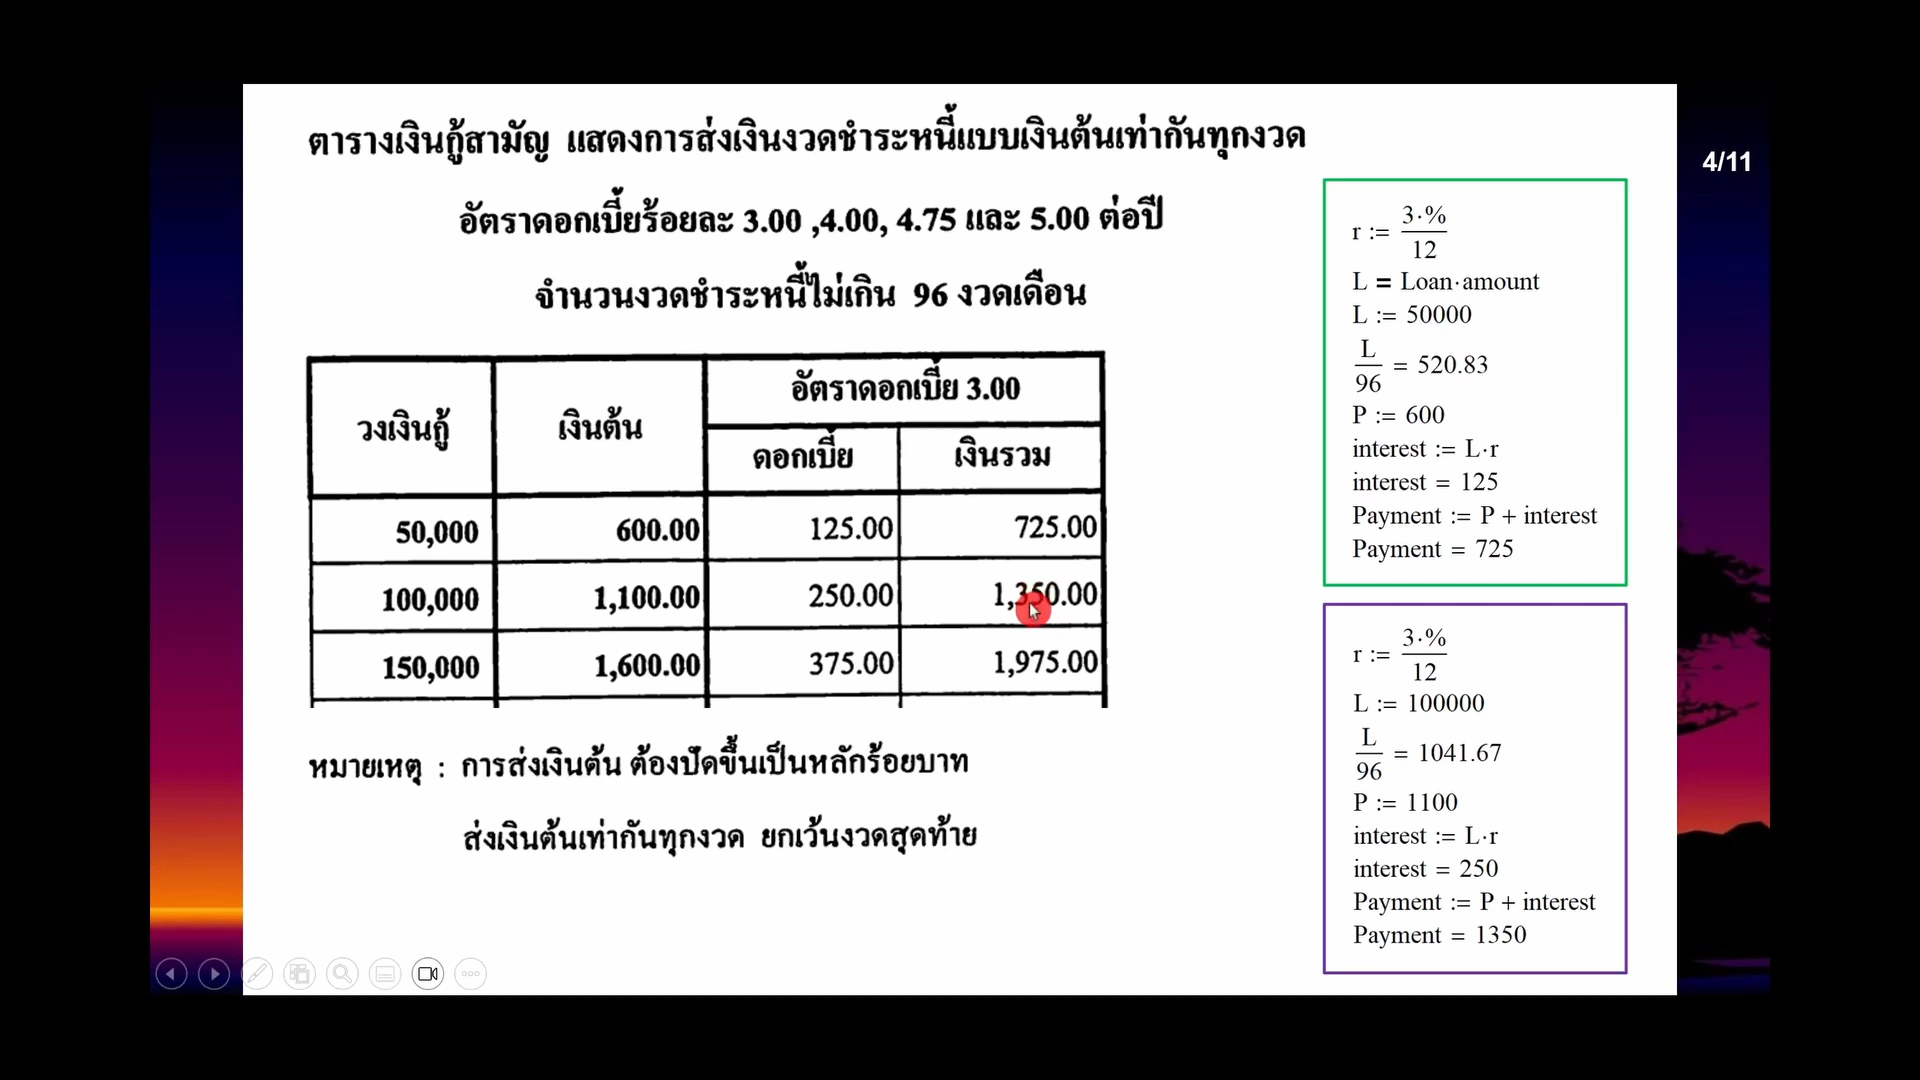 ตารางเงินกู้สามัญ แสดงการส่งเงินงวดชำระหนี้แบบเงินต้นเท่ากันทุกงวด
อัตราดอกเบี้ยร้อยละ 3.00 ,4.00, 4.75 และ 5.00 ต่อปี
จำนวนงวดชำระหนี้ไม่เกิน 96 งวดเดือน
วงเงินกู้ เงินต้น อัตราดอกเบี้ย 3.00
ดอกเบี้ย เงินรวม
50,000 600.00 125.00 725.00
100,000 1,100.00 250.00 1,350.00
150,000 1,600.00 375.00 1,975.00
หมายเหตุ : การส่งเงินต้น ต้องปัดขึ้นเป็นหลักร้อยบาท
ส่งเงินต้นเท่ากันทุกงวด ยกเว้นงวดสุดท้าย
4/11
r := 3·%
12
L = Loan·amount
L := 50000
L
96 = 520.83
P := 600
interest := L·r
interest = 125
Payment := P + interest
Payment = 725
r := 3·%
12
L := 100000
L
96 = 1041.67
P := 1100
interest := L·r
interest = 250
Payment := P + interest
Payment = 1350